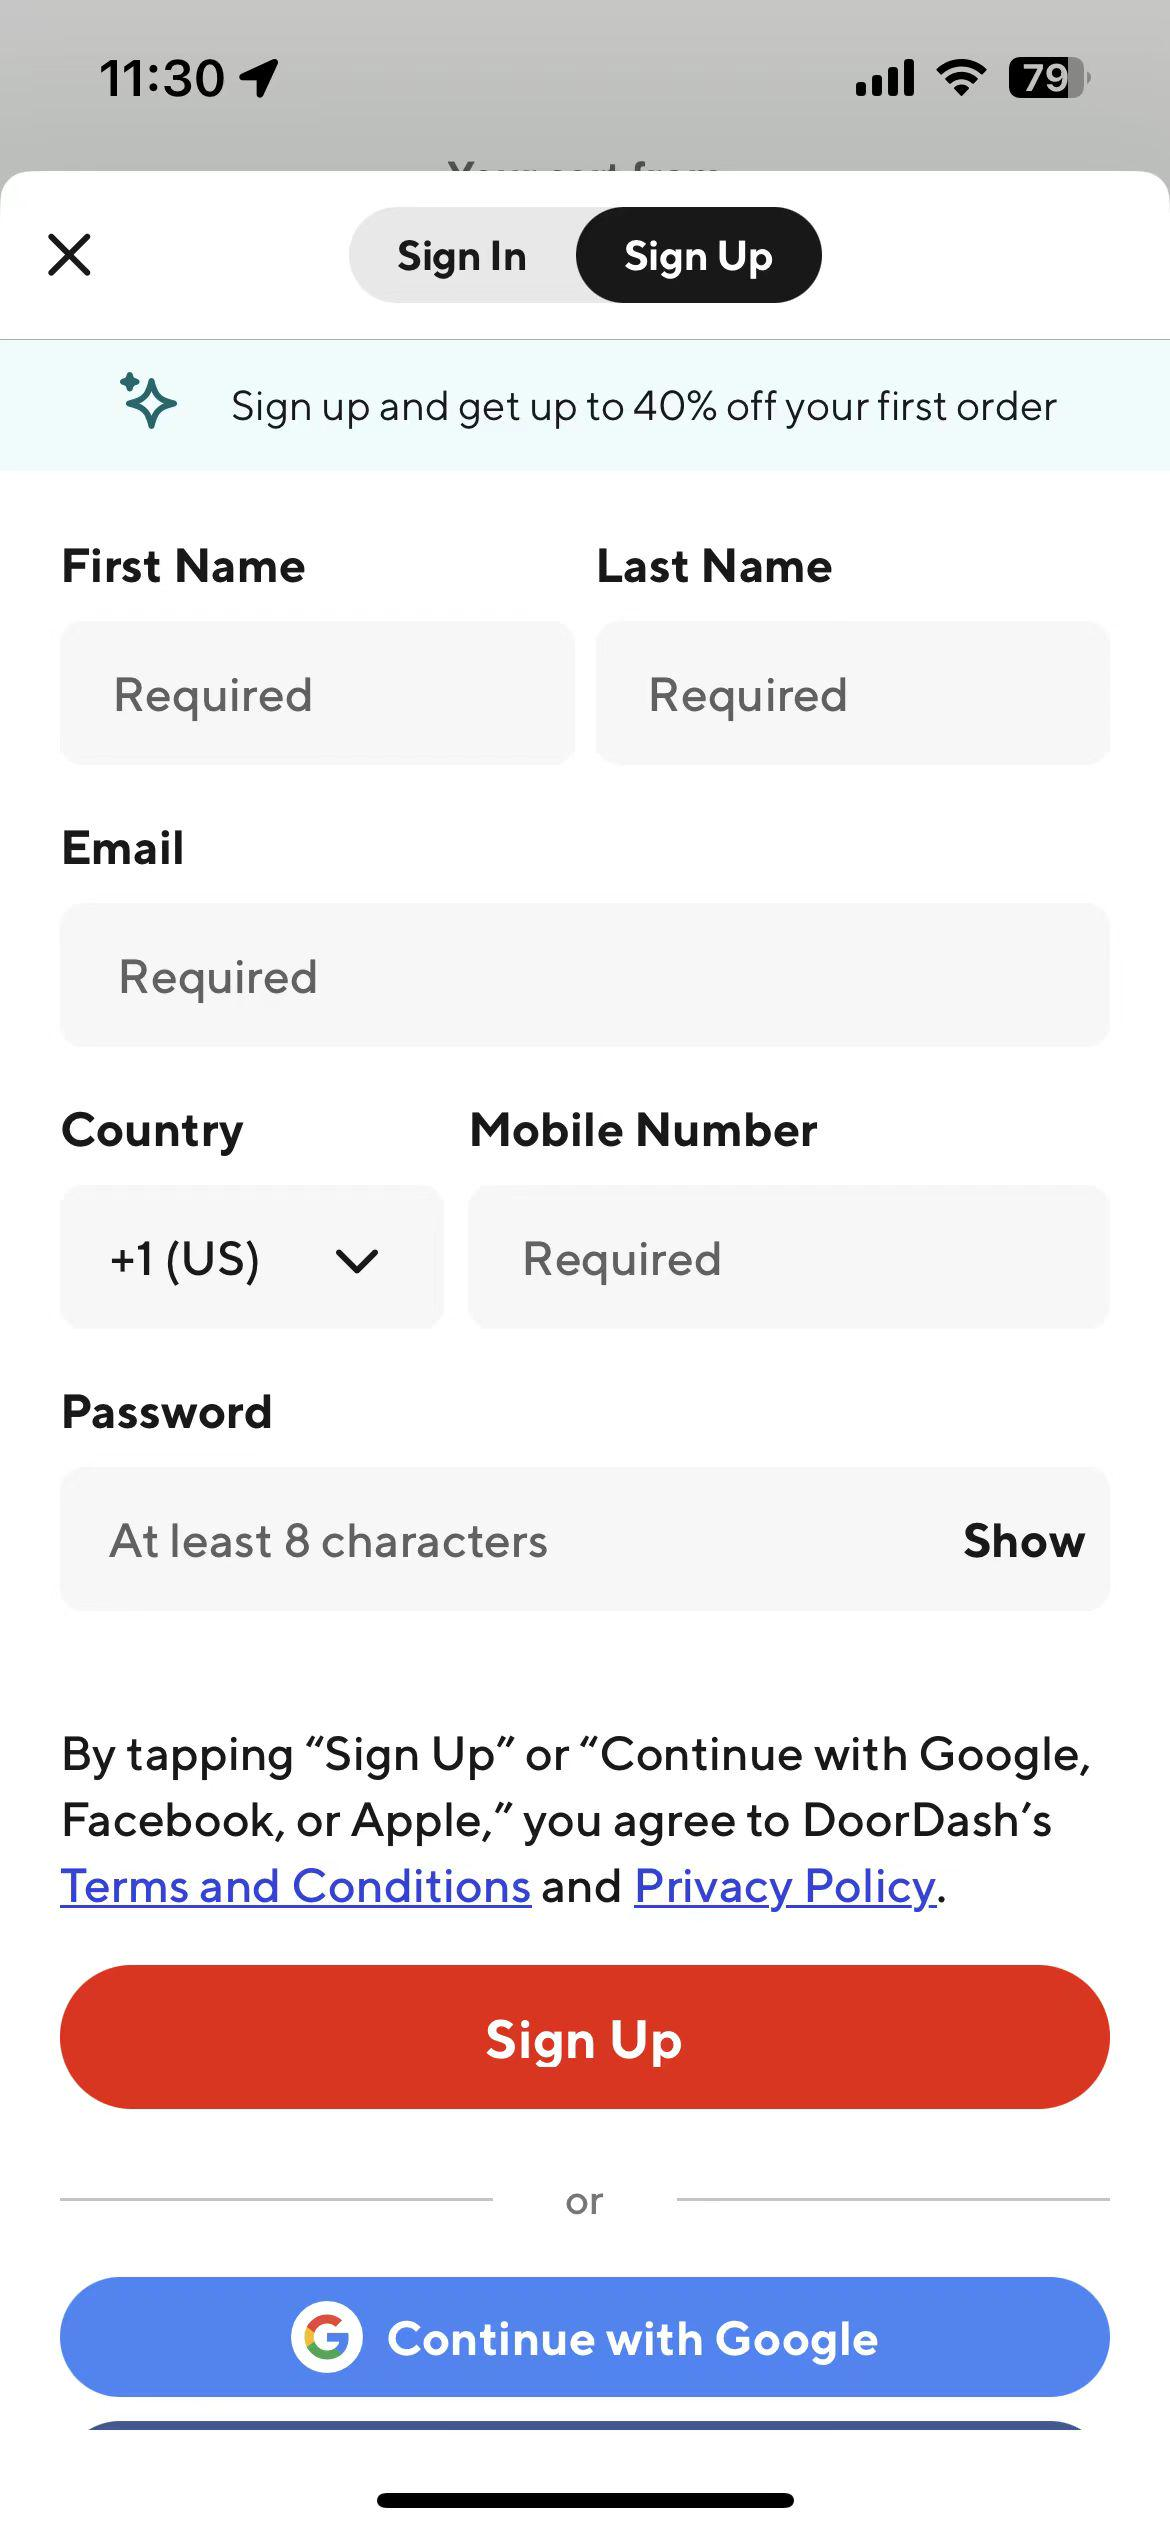 11:30
79
Your cart from
Sign In
Sign Up
Sign up and get up to 40% off your first order
First Name
Last Name
Required
Required
Email
Required
Country
Mobile Number
+1 (US)
Required
Password
At least 8 characters
Show
By tapping “Sign Up” or “Continue with Google,
Facebook, or Apple,” you agree to DoorDash’s
Terms and Conditions and Privacy Policy.
Sign Up
or
Continue with Google